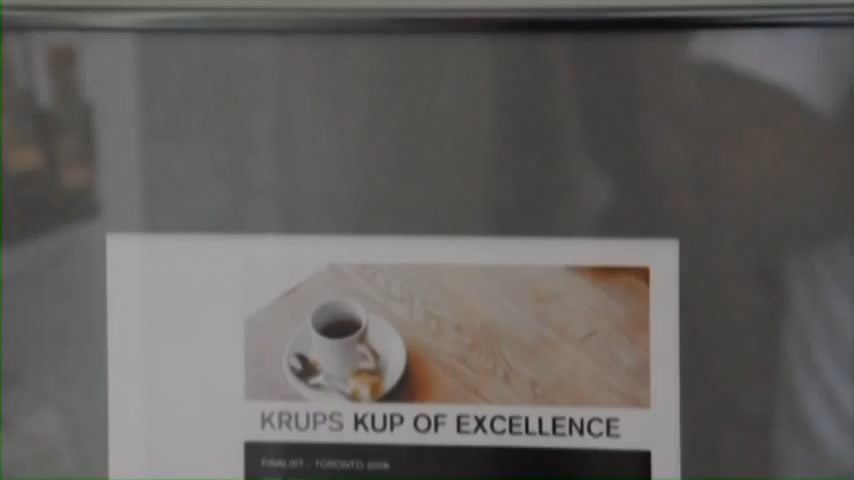 KRUPS KUP OF EXCELLENCE
FINALIST - TORONTO 2009